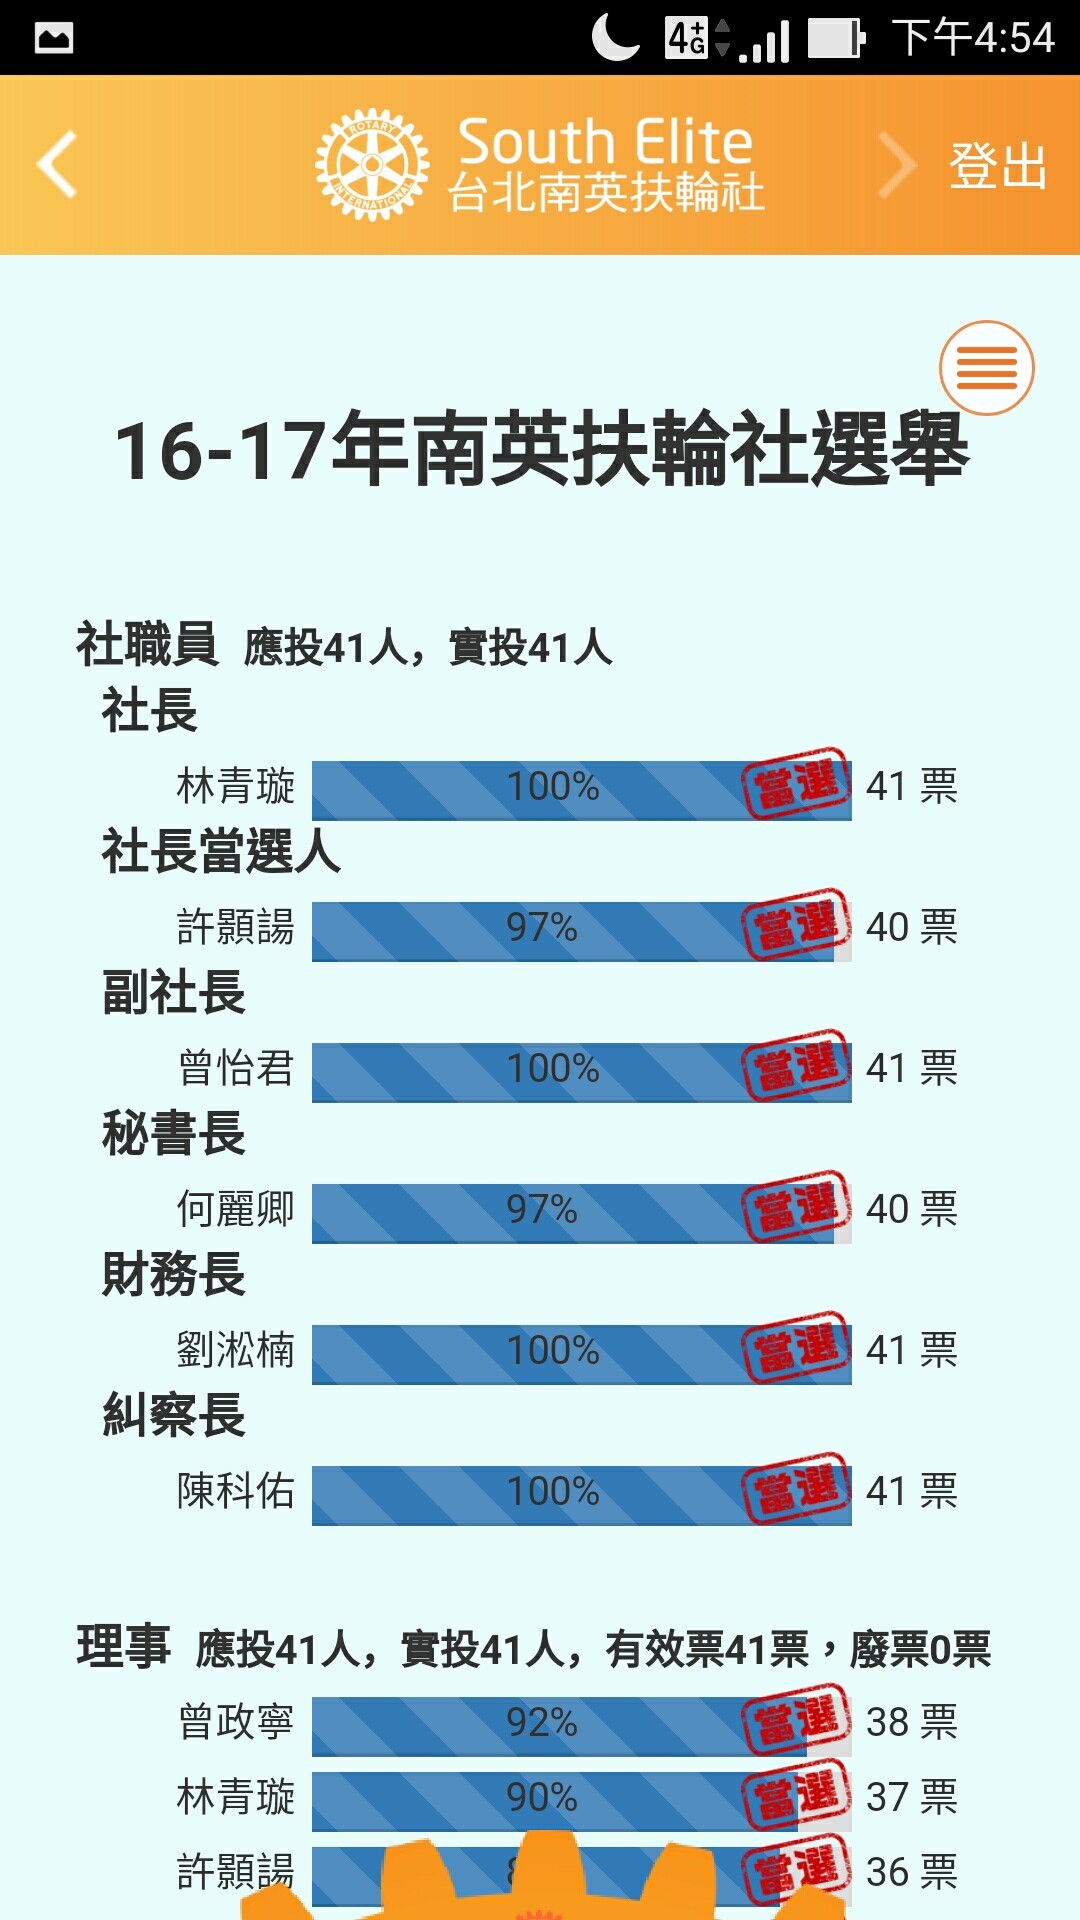 4G+ 下午4:54
ROTARY INTERNATIONAL
South Elite
台北南英扶輪社
登出
16-17年南英扶輪社選舉
社職員 應投41人，實投41人
社長
林青璇 100% 當選 41 票
社長當選人
許顥諹 97% 當選 40 票
副社長
曾怡君 100% 當選 41 票
秘書長
何麗卿 97% 當選 40 票
財務長
劉淞楠 100% 當選 41 票
糾察長
陳科佑 100% 當選 41 票
理事 應投41人，實投41人，有效票41票，廢票0票
曾政寧 92% 當選 38 票
林青璇 90% 當選 37 票
許顥諹 當選 36 票